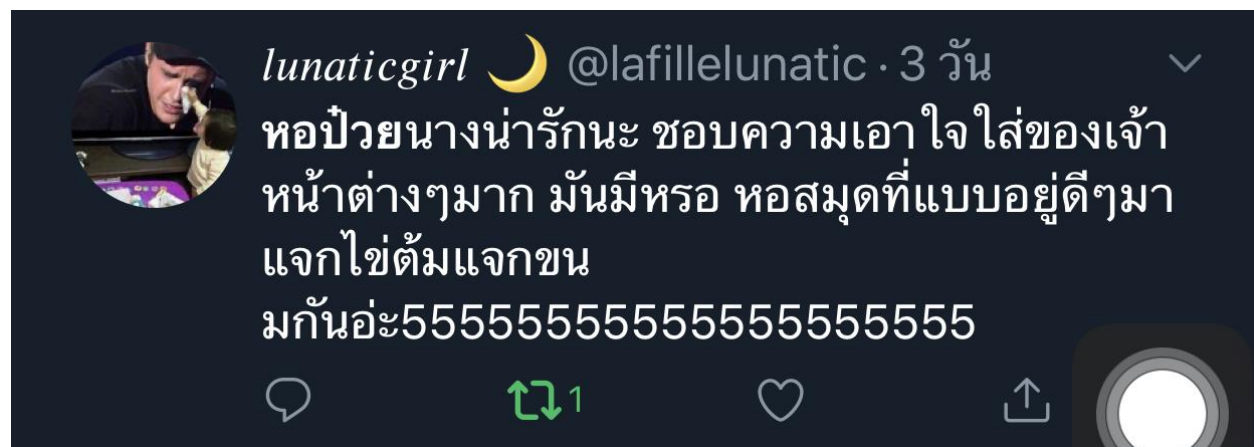 lunaticgirl 🌙 @lafillelunatic · 3 วัน
หอป๋วยนางน่ารักนะ ชอบความเอาใจใส่ของเจ้า
หน้าต่างๆมาก มันมีหรอ หอสมุดที่แบบอยู่ดีๆมา
แจกไข่ต้มแจกขน
มกันอ่ะ55555555555555555555
1